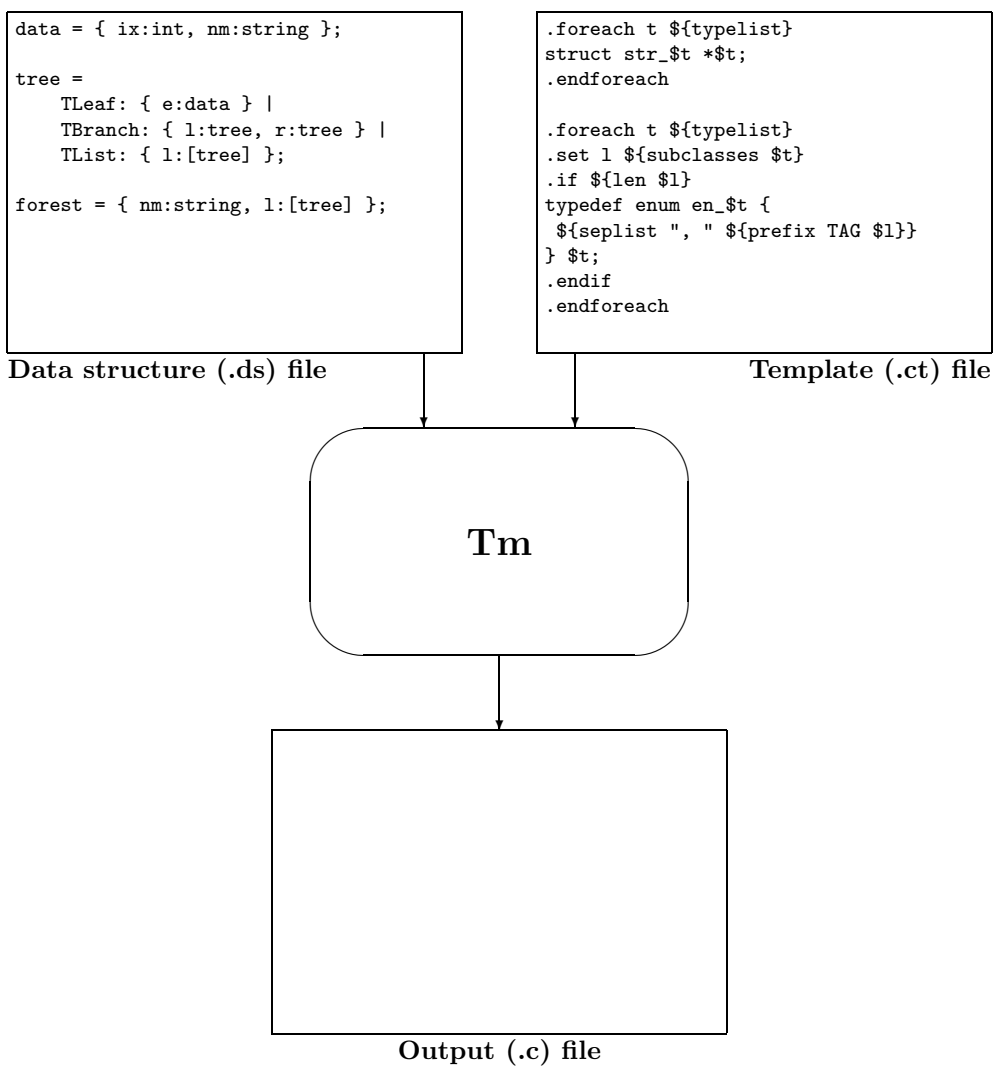 data = { ix:int, nm:string };
tree =
    TLeaf: { e:data } |
    TBranch: { l:tree, r:tree } |
    TList: { l:[tree] };
forest = { nm:string, l:[tree] };
Data structure (.ds) file
.foreach t ${typelist}
struct str_$t *$t;
.endforeach
.foreach t ${typelist}
.set l ${subclasses $t}
.if ${len $l}
typedef enum en_$t {
 ${seplist ", " ${prefix TAG $l}}
} $t;
.endif
.endforeach
Template (.ct) file
Tm
Output (.c) file